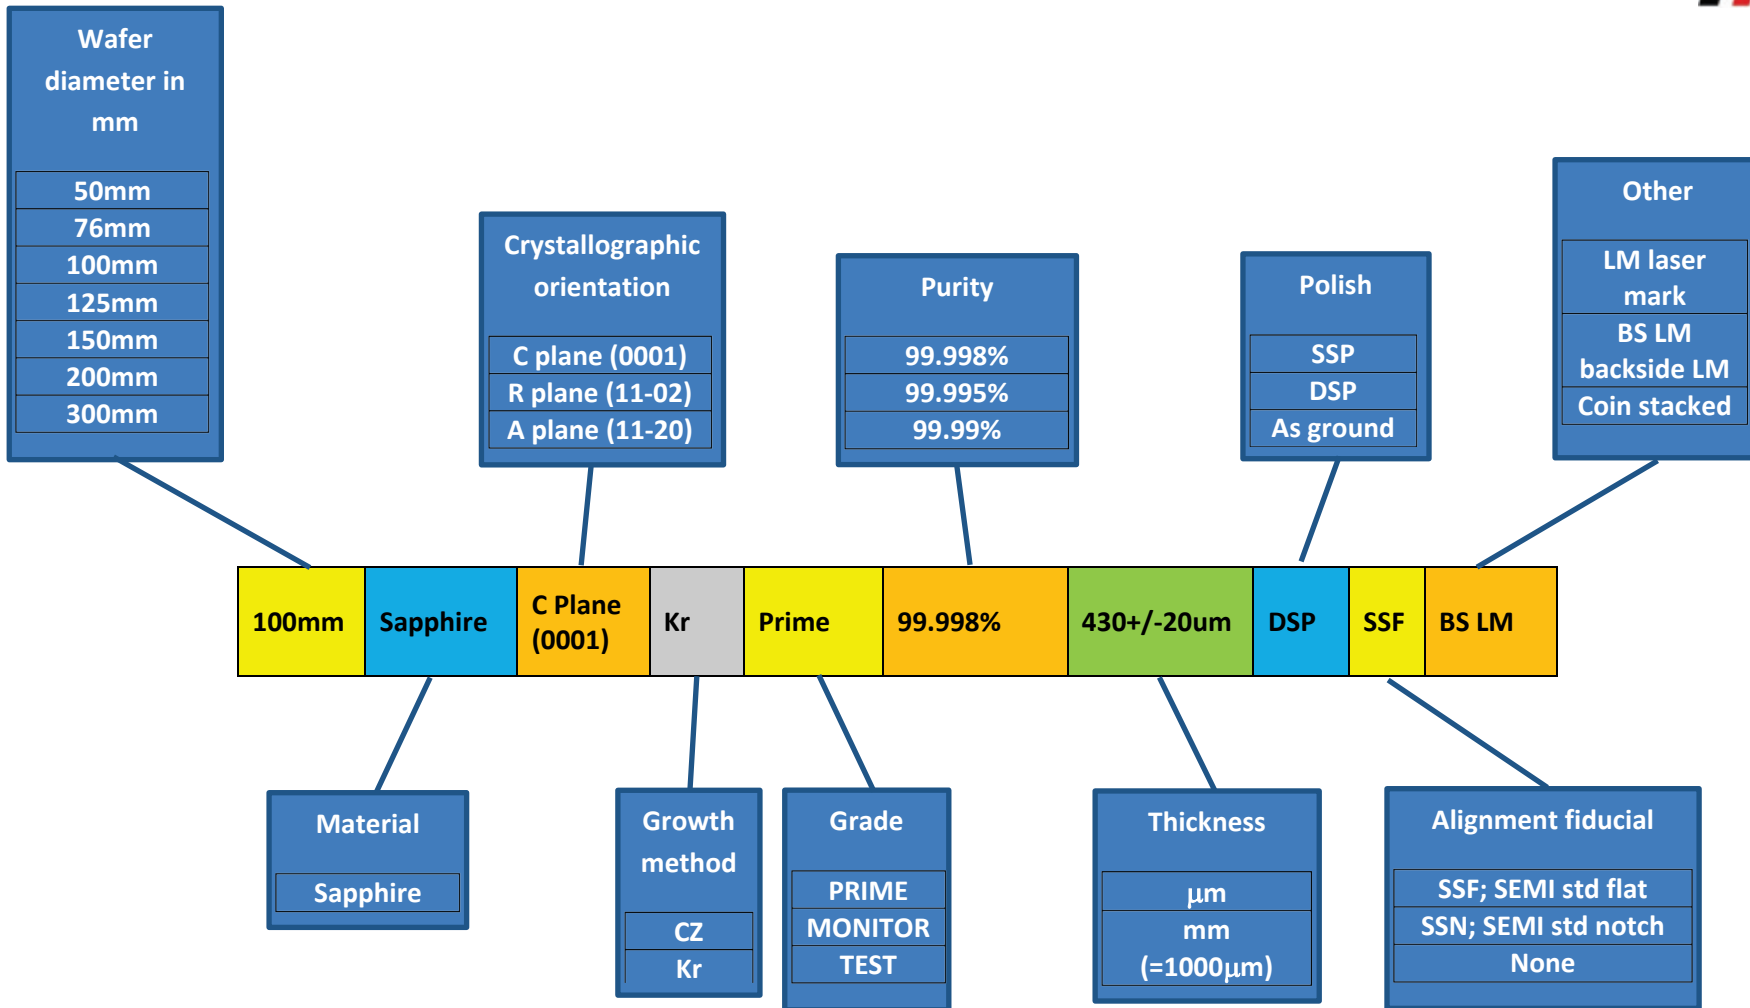 Wafer
diameter in
mm
50mm
76mm
100mm
125mm
150mm
200mm
300mm
Crystallographic
orientation
C plane (0001)
R plane (11-02)
A plane (11-20)
Purity
99.998%
99.995%
99.99%
Polish
SSP
DSP
As ground
Other
LM laser
mark
BS LM
backside LM
Coin stacked
100mm
Sapphire
C Plane
(0001)
Kr
Prime
99.998%
430+/-20um
DSP
SSF
BS LM
Material
Sapphire
Growth
method
CZ
Kr
Grade
PRIME
MONITOR
TEST
Thickness
μm
mm
(=1000μm)
Alignment fiducial
SSF; SEMI std flat
SSN; SEMI std notch
None